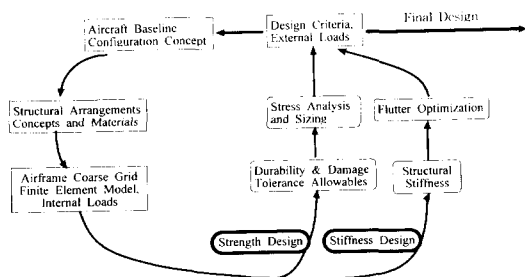 Aircraft Baseline
Configuration Concept
Design Criteria,
External Loads
Final Design
Structural Arrangements
Concepts and Materials
Stress Analysis
and Sizing
Flutter Optimization
Airframe Coarse Grid
Finite Element Model,
Internal Loads
Durability & Damage
Tolerance Allowables
Structural
Stiffness
Strength Design
Stiffness Design